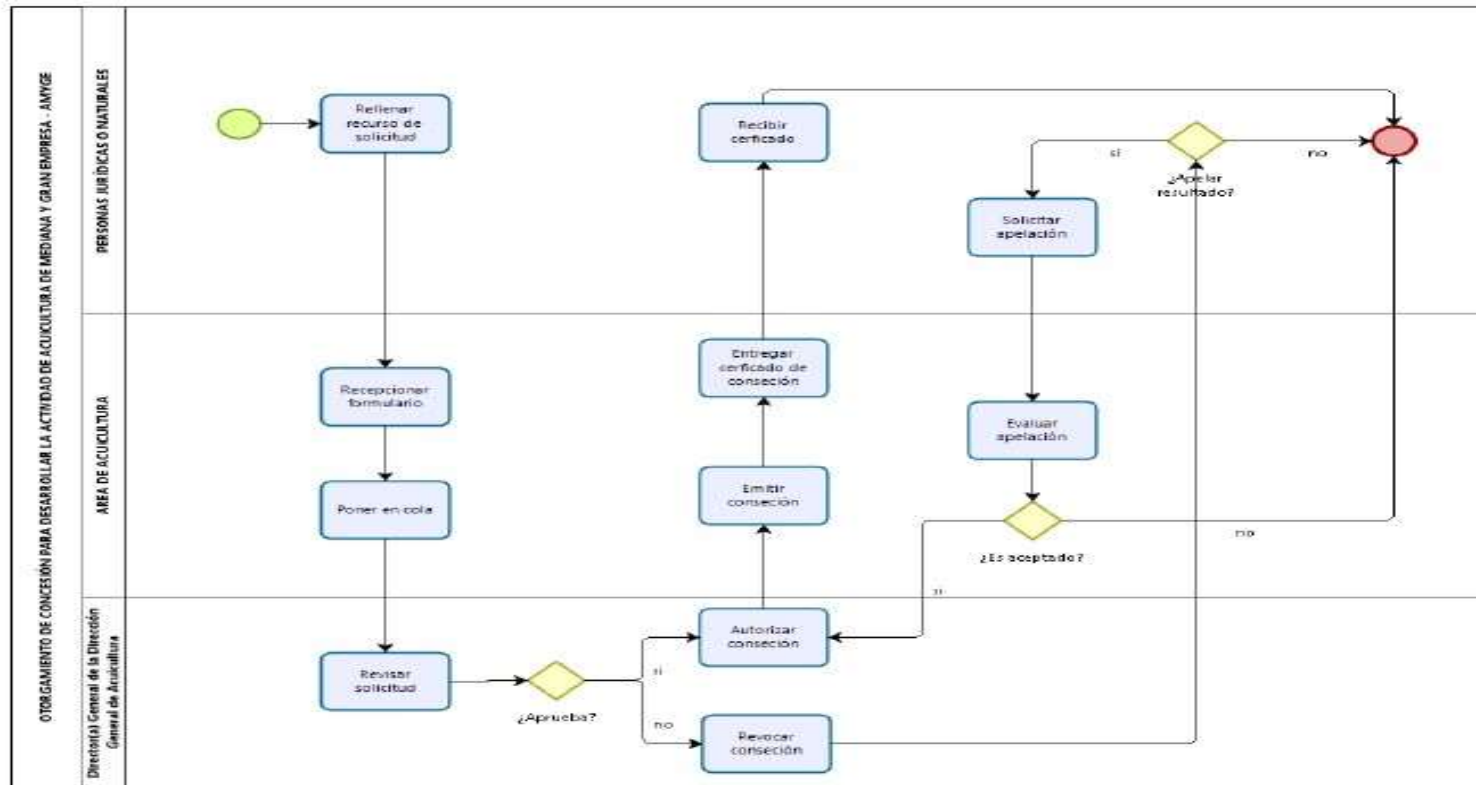 OTORGAMIENTO DE CONCESIÓN PARA DESARROLLAR LA ACTIVIDAD DE ACUICULTURA DE MEDIANA Y GRAN EMPRESA - AMYGE
PERSONAS JURÍDICAS O NATURALES
Rellenar
recurso de
solicitud
Recibir
cerficado
sí
no
¿Apelar
resultado?
Solicitar
apelación
AREA DE ACUICULTURA
Recepcionar
formulario
Poner en cola
Entregar
cerficado de
conseción
Emitir
conseción
Evaluar
apelación
¿Es aceptado?
no
si
Director(a) General de la Dirección
General de Acuicultura
Revisar
solicitud
¿Aprueba?
si
no
Autorizar
conseción
Revocar
conseción